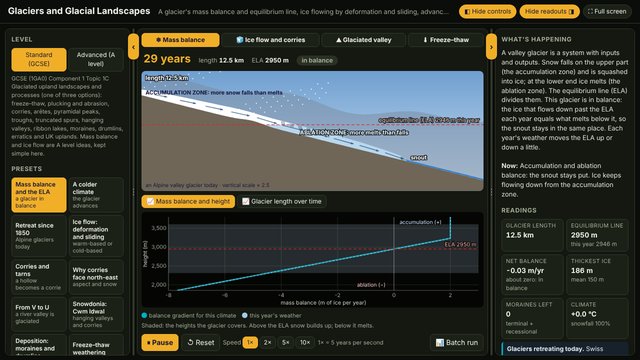 Glaciers and Glacial Landscapes
A glacier's mass balance and equilibrium line, ice flowing by deformation and sliding, advanc...
Hide controls
Hide readouts
Full screen
LEVEL
Standard (GCSE)
Advanced (A level)
GCSE (1GA0) Component 1 Topic 1C
Glaciated upland landscapes and
processes (one of three options):
freeze-thaw, plucking and abrasion,
corries, arêtes, pyramidal peaks,
troughs, truncated spurs, hanging
valleys, ribbon lakes, moraines, drumlins,
erratics and UK uplands. Mass balance
and ice flow are A level ideas, kept
simple here.
PRESETS
Mass balance and the ELA
a glacier in balance
A colder climate
the glacier advances
Retreat since 1850
Alpine glaciers today
Ice flow: deformation and sliding
warm-based or cold-based
Corries and tarns
a hollow becomes a corrie
Why corries face north-east
aspect and snow
From V to U
a river valley is glaciated
Snowdonia: Cwm Idwal
hanging valleys and corries
Deposition: moraines and
Freeze-thaw weathering
Mass balance
Ice flow and corries
Glaciated valley
Freeze-thaw
29 years
length 12.5 km
ELA 2950 m
in balance
length 12.5 km
ACCUMULATION ZONE: more snow falls than melts
equilibrium line (ELA) 2946 m this year
ABLATION ZONE: more melts than falls
snout
an Alpine valley glacier today · vertical scale × 2.5
Mass balance and height
Glacier length over time
accumulation (+)
3,500
3,000
2,500
2,000
height (m)
ELA 2950 m
ablation (−)
-8
-6
-4
-2
0
2
mass balance (m of ice per year)
balance gradient for this climate
this year's weather
Shaded: the heights the glacier covers. Above the ELA snow builds up; below it melts.
Pause
Reset
Speed
1×
2×
5×
10×
1× = 5 years per second
Batch run
WHAT'S HAPPENING
A valley glacier is a system with inputs
and outputs. Snow falls on the upper part
(the accumulation zone) and is squashed
into ice; at the lower end ice melts (the
ablation zone). The equilibrium line (ELA)
divides them. This glacier is in balance:
the ice that flows down past the ELA
each year equals what melts below it, so
the snout stays in the same place. Each
year's weather moves the ELA up or
down a little.
Now: Accumulation and ablation
balance: the snout stays put. Ice keeps
flowing down from the accumulation
zone.
READINGS
GLACIER LENGTH
12.5 km
EQUILIBRIUM LINE
2950 m
this year 2946 m
NET BALANCE
-0.03 m/yr
about zero: in balance
THICKEST ICE
186 m
mean 150 m
MORAINES LEFT
0
terminal + recessional
CLIMATE
+0.0 °C
snowfall 100%
Glaciers retreating today. Swiss